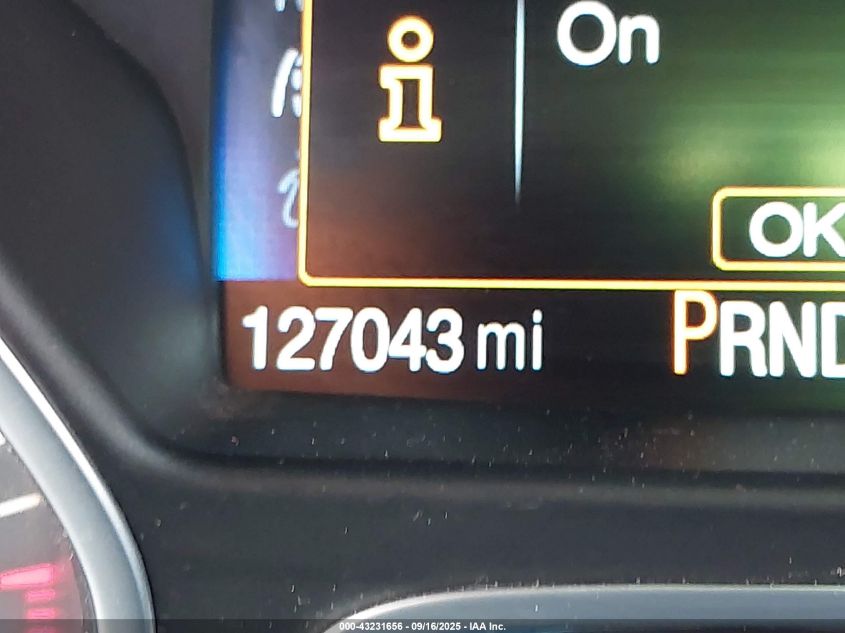 On
OK
127043 mi
PRND
000-43231656 - 09/16/2025 - IAA Inc.